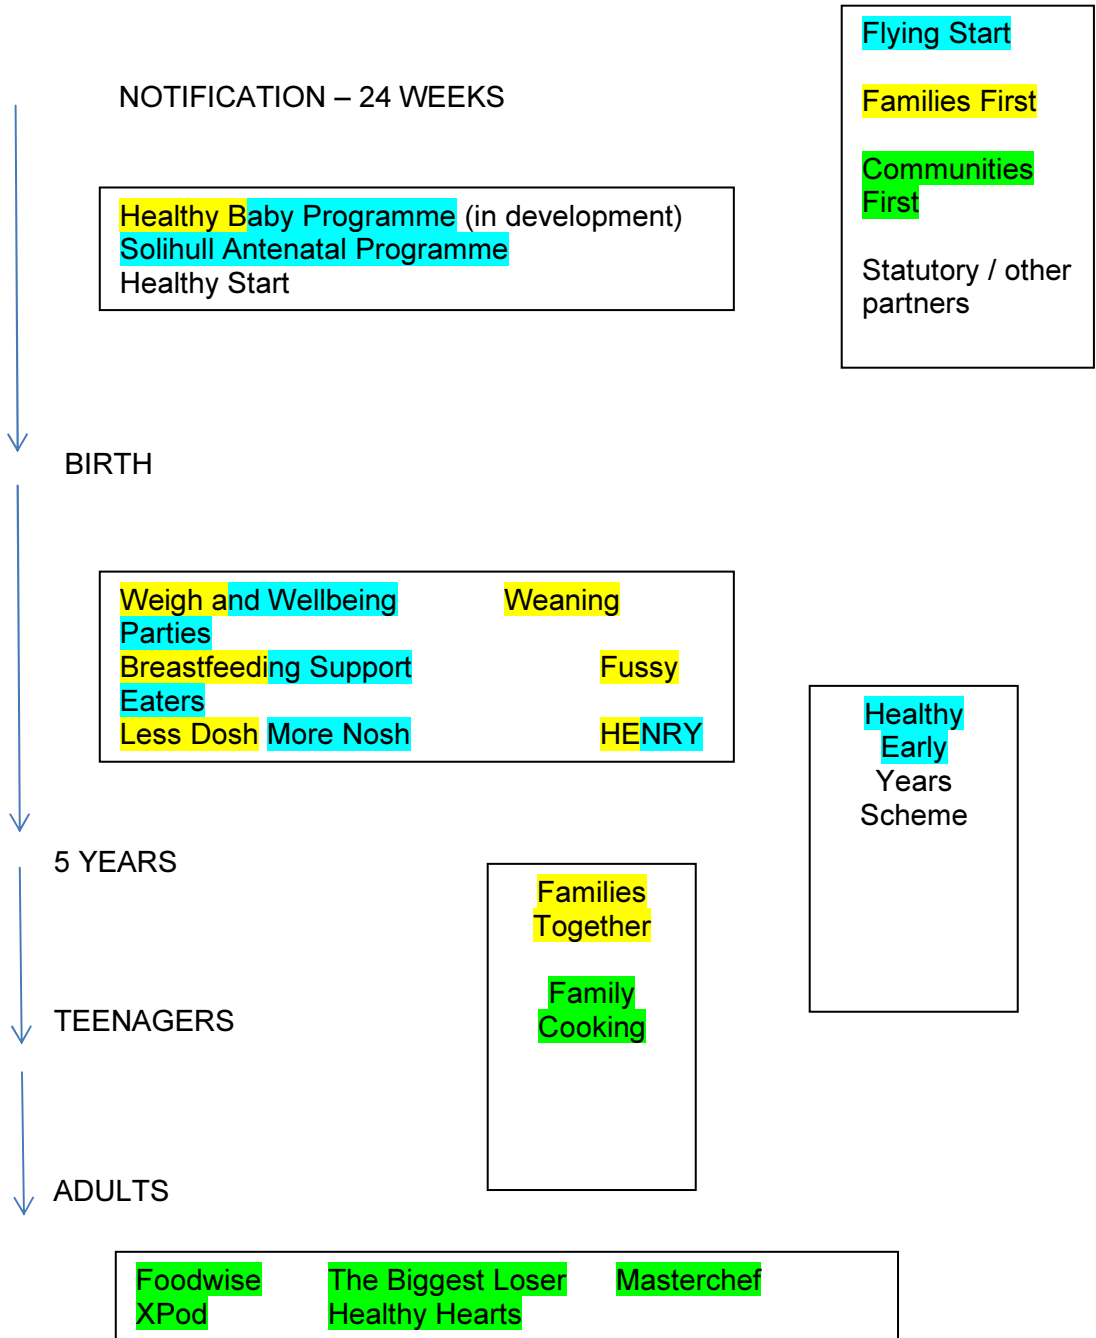 Flying Start
Families First
Communities
First
Statutory / other
partners
NOTIFICATION – 24 WEEKS
Healthy Baby Programme (in development)
Solihull Antenatal Programme
Healthy Start
BIRTH
Weigh and Wellbeing Weaning
Parties
Breastfeeding Support Fussy
Eaters
Less Dosh More Nosh HENRY
Healthy
Early
Years
Scheme
5 YEARS
Families
Together
Family
Cooking
TEENAGERS
ADULTS
Foodwise The Biggest Loser Masterchef
XPod Healthy Hearts